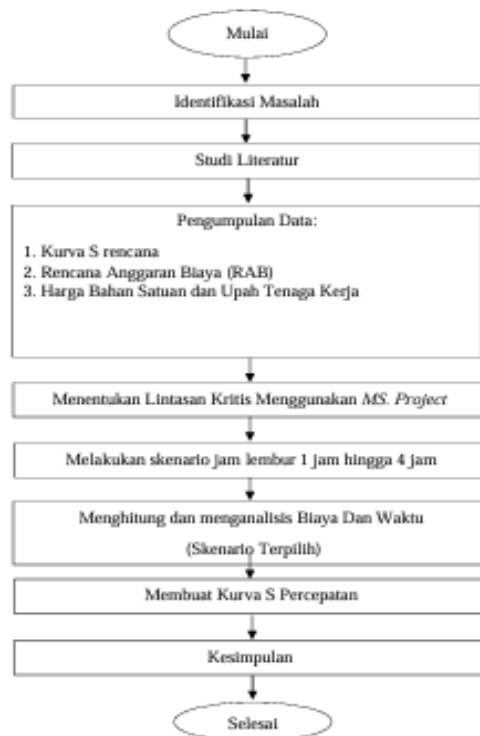 Mulai
Identifikasi Masalah
Studi Literatur
Pengumpulan Data:
1. Kurva S rencana
2. Rencana Anggaran Biaya (RAB)
3. Harga Bahan Satuan dan Upah Tenaga Kerja
Menentukan Lintasan Kritis Menggunakan MS. Project
Melakukan skenario jam lembur 1 jam hingga 4 jam
Menghitung dan menganalisis Biaya Dan Waktu
(Skenario Terpilih)
Membuat Kurva S Percepatan
Kesimpulan
Selesai